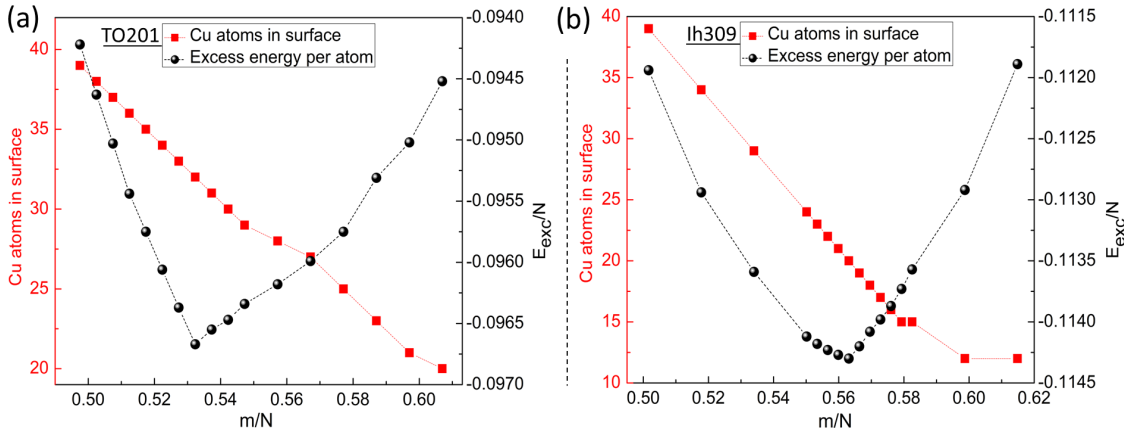 (a)
TO201
Cu atoms in surface
Excess energy per atom
40
35
30
25
20
Cu atoms in surface
0.50
0.52
0.54
0.56
0.58
0.60
m/N
-0.0940
-0.0945
-0.0950
-0.0955
-0.0960
-0.0965
-0.0970
E_exc/N
(b)
Ih309
Cu atoms in surface
Excess energy per atom
40
35
30
25
20
15
10
Cu atoms in surface
0.50
0.52
0.54
0.56
0.58
0.60
0.62
m/N
-0.1115
-0.1120
-0.1125
-0.1130
-0.1135
-0.1140
-0.1145
E_exc/N